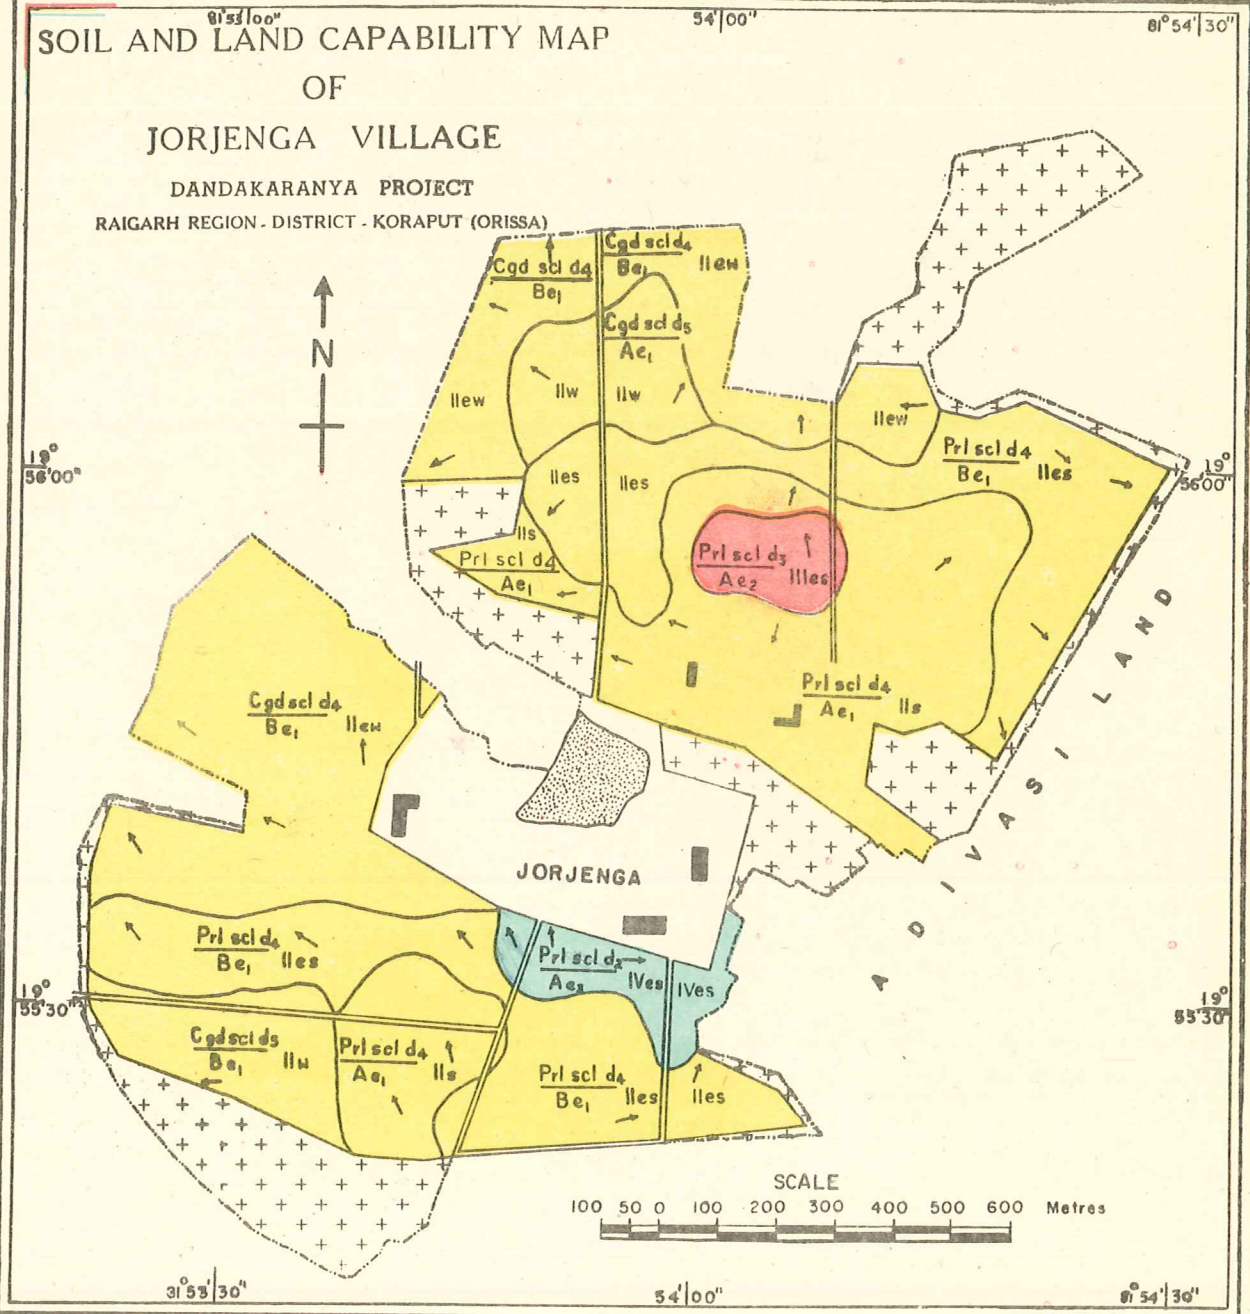 81°53'00" 54'00" 81°54'30"
SOIL AND LAND CAPABILITY MAP
OF
JORJENGA VILLAGE
DANDAKARANYA PROJECT
RAIGARH REGION - DISTRICT - KORAPUT (ORISSA)
N
Cgd scl d4
Be1
Cgd scl d4
Be1
IIew
Cgd scl d5
Ae1
IIew
IIw
IIw
IIew
19°
56'00"
Prl scl d4
Be1
IIes
19°
56'00"
IIes
IIes
IIs
Prl scl d4
Ae1
Prl scl d3
Ae2
IIIes
Prl scl d4
Ae1
IIs
ADIVASI LAND
Cgd scl d4
Be1
IIew
JORJENGA
Prl scl d4
Be1
IIes
Prl scl d2
Ae3
IVes
IVes
19°
55'30"
19°
55'30"
Cgd scl d5
Be1
IIw
Prl scl d4
Ae1
IIs
Prl scl d4
Be1
IIes
IIes
SCALE
100 50 0 100 200 300 400 500 600 Metres
31°53'30" 54'00" 81°54'30"